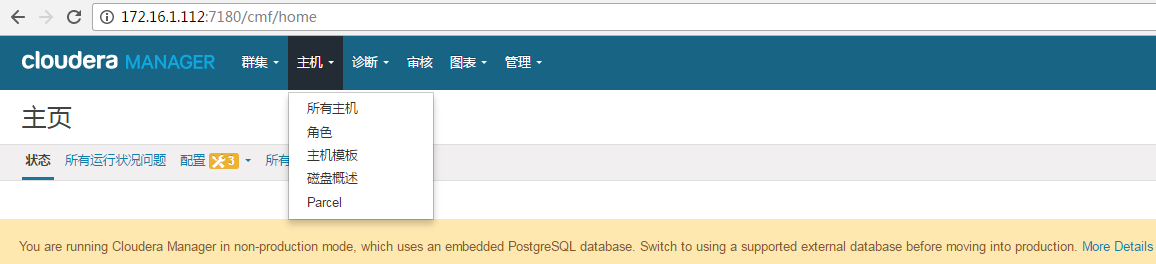 172.16.1.112:7180/cmf/home
cloudera MANAGER 群集 主机 诊断 审核 图表 管理
所有主机
角色
主机模板
磁盘概述
Parcel
主页
状态 所有运行状况问题 配置 3 所有
You are running Cloudera Manager in non-production mode, which uses an embedded PostgreSQL database. Switch to using a supported external database before moving into production. More Details